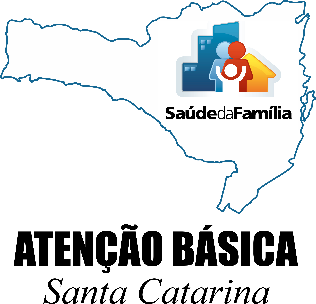 SaúdedaFamília
ATENÇÃO BÁSICA
Santa Catarina